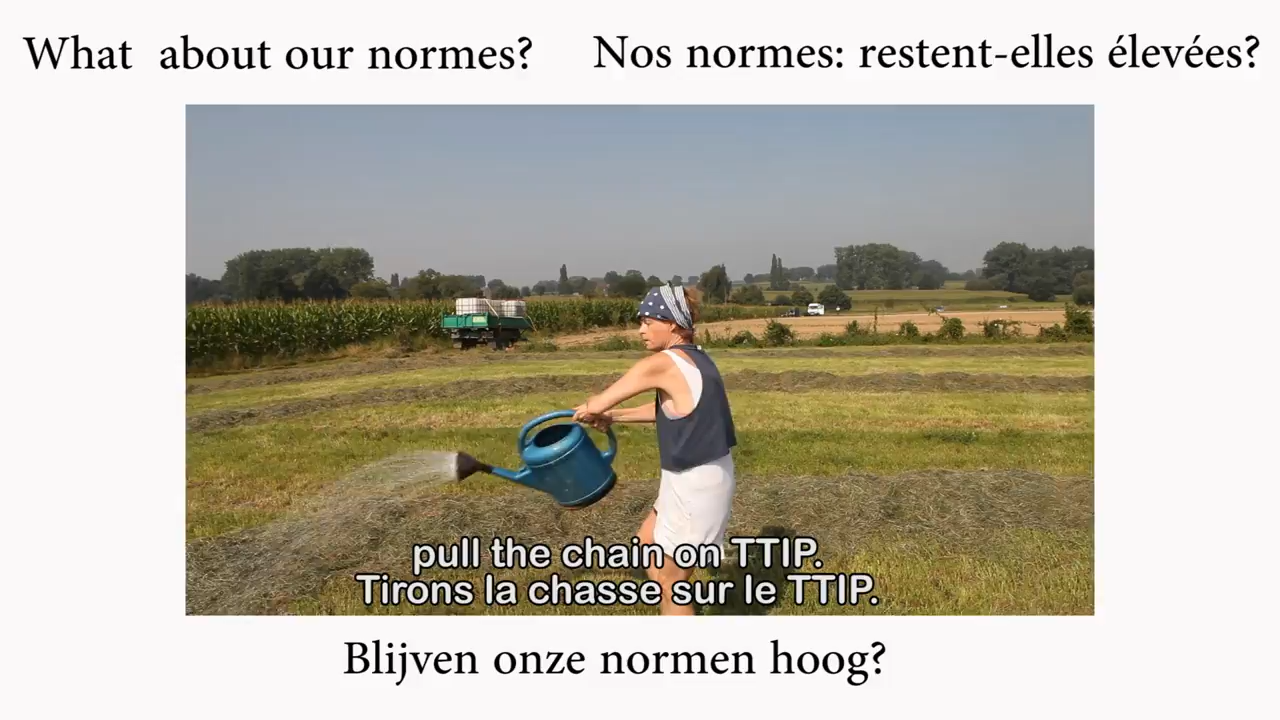 What about our normes?
Nos normes: restent-elles élevées?
pull the chain on TTIP.
Tirons la chasse sur le TTIP.
Blijven onze normen hoog?